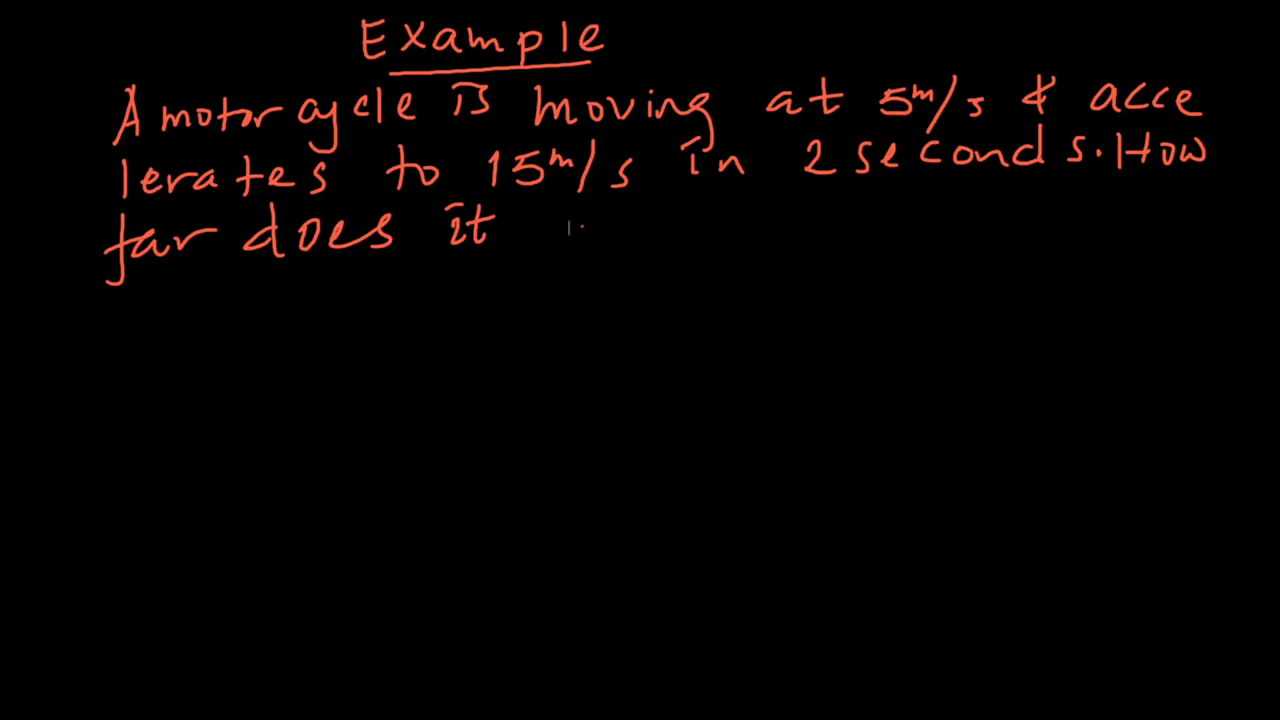 Example
A motorcycle is moving at 5m/s & acce
lerates to 15m/s in 2 seconds. How
far does it